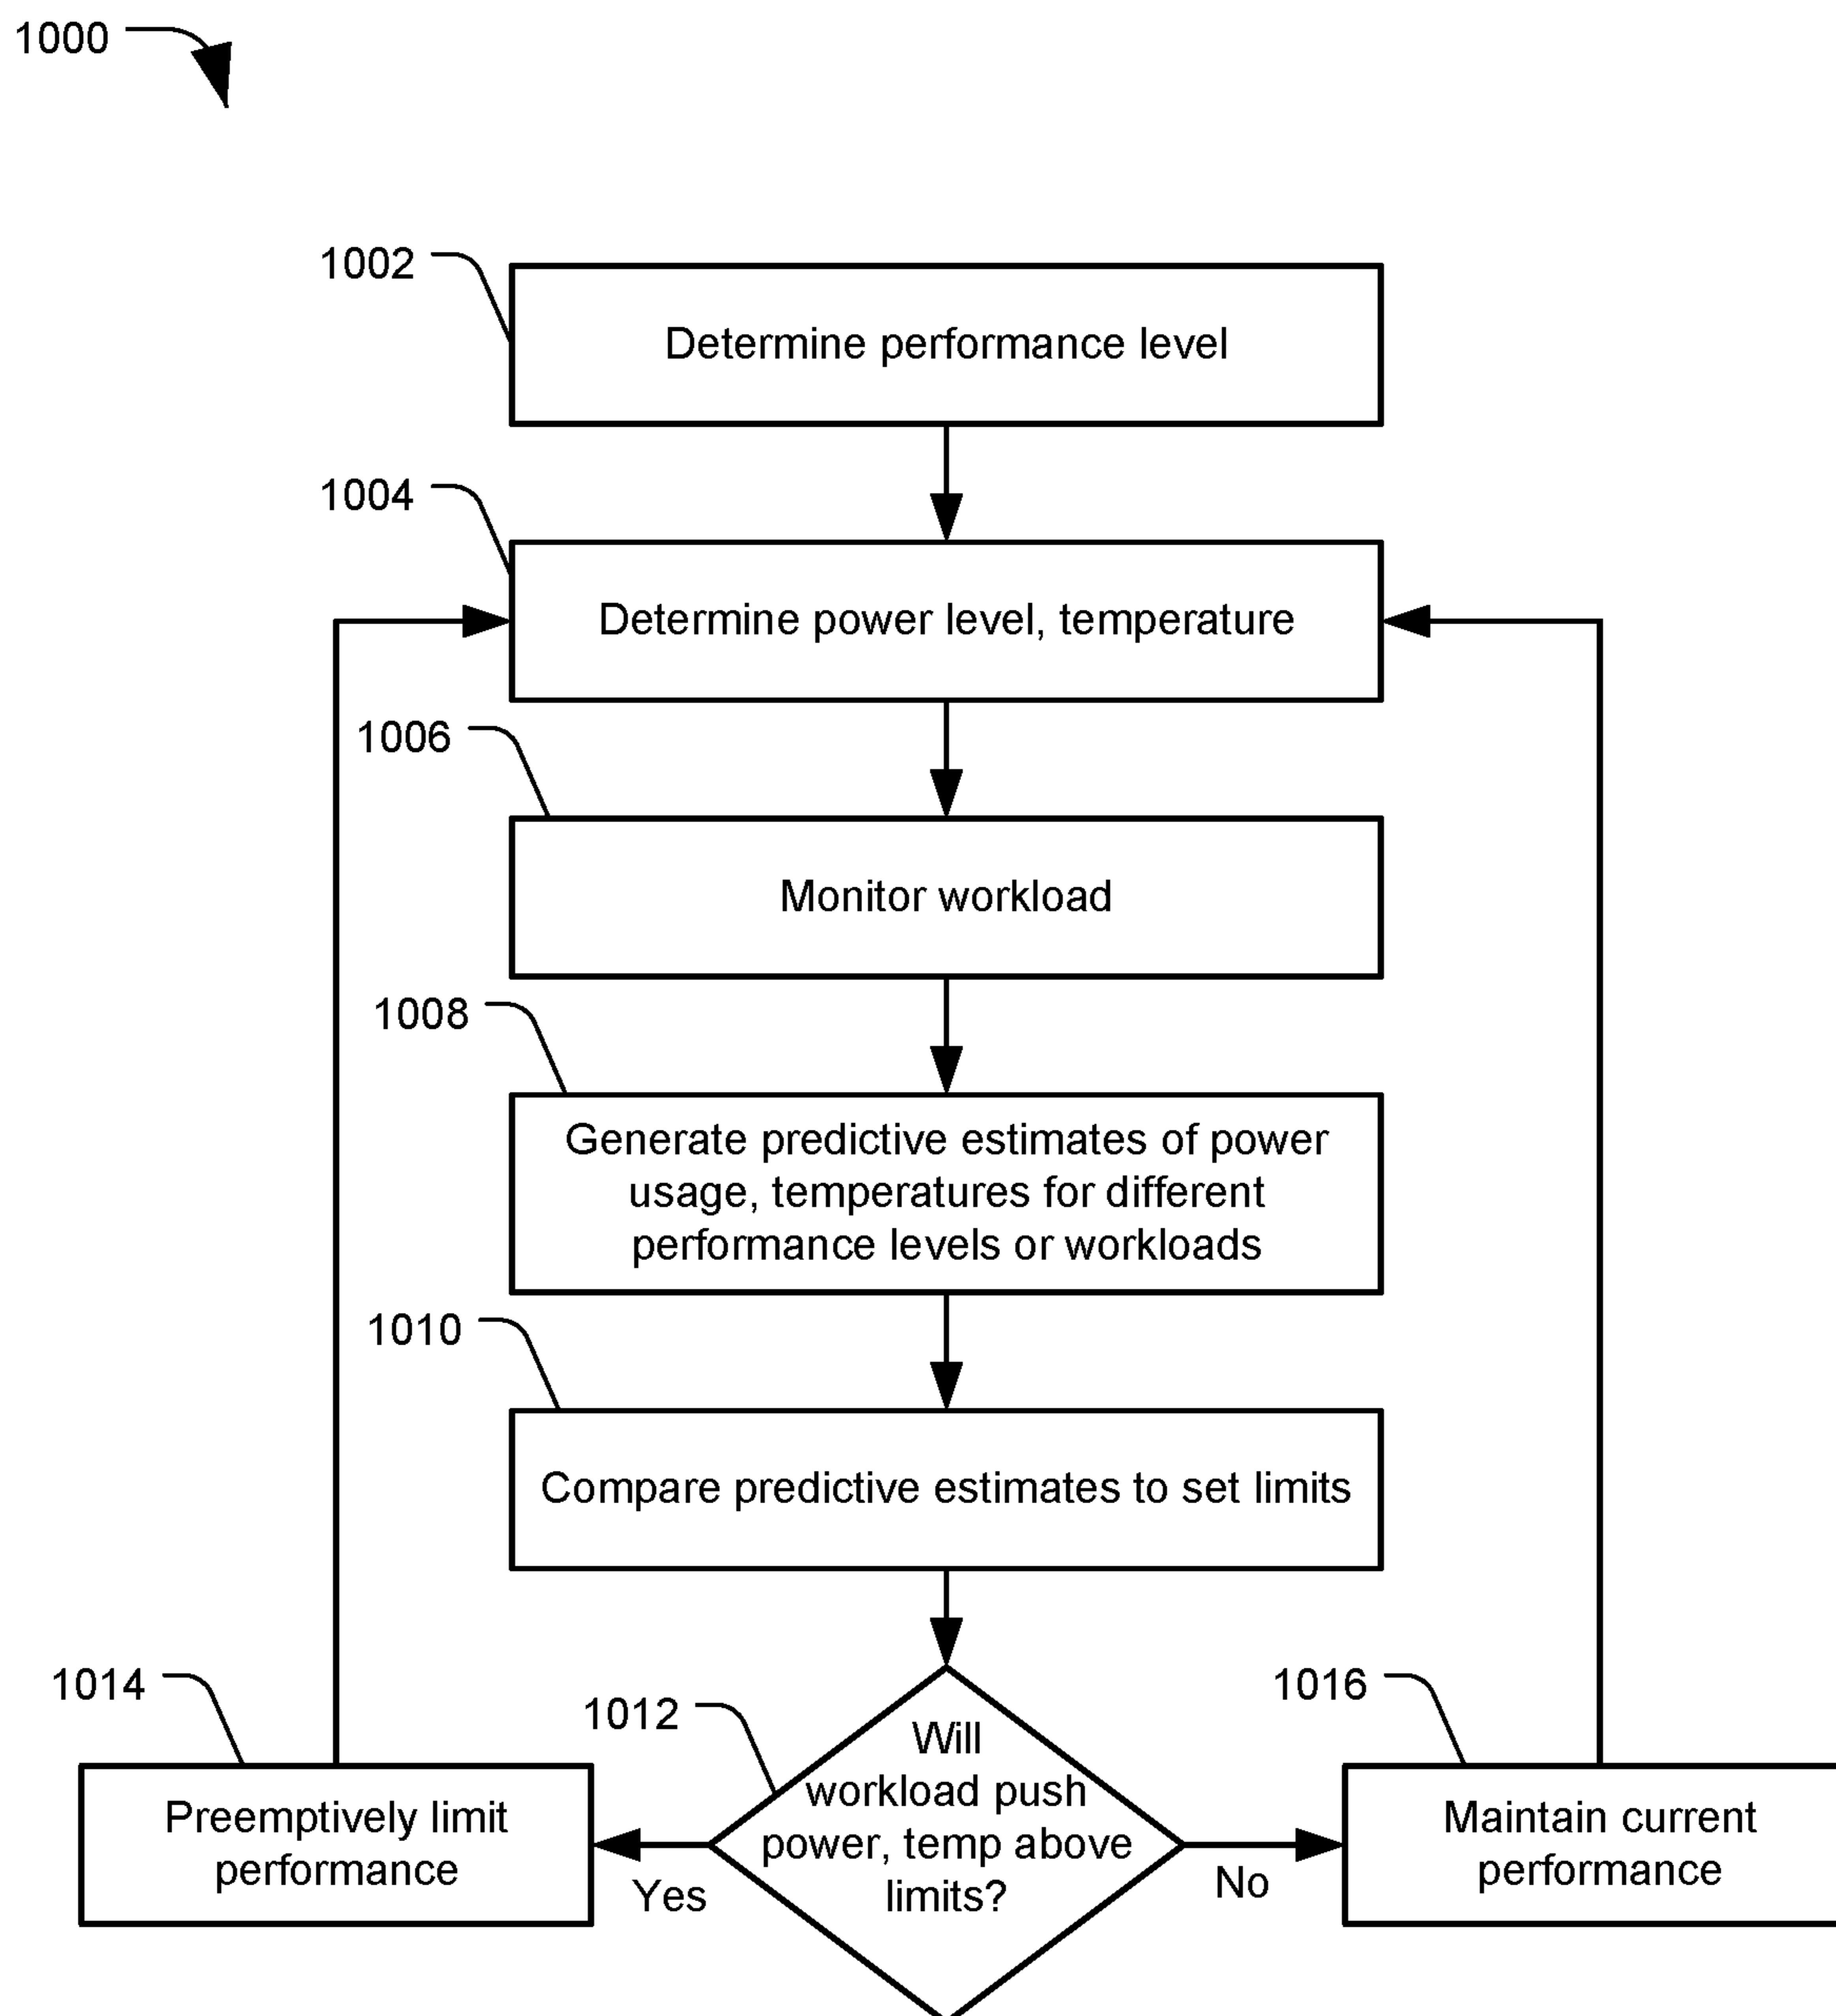 1000
1002
Determine performance level
1004
Determine power level, temperature
1006
Monitor workload
1008
Generate predictive estimates of power
usage, temperatures for different
performance levels or workloads
1010
Compare predictive estimates to set limits
1014
1012
1016
Preemptively limit
performance
Yes
Will
workload push
power, temp above
limits?
No
Maintain current
performance